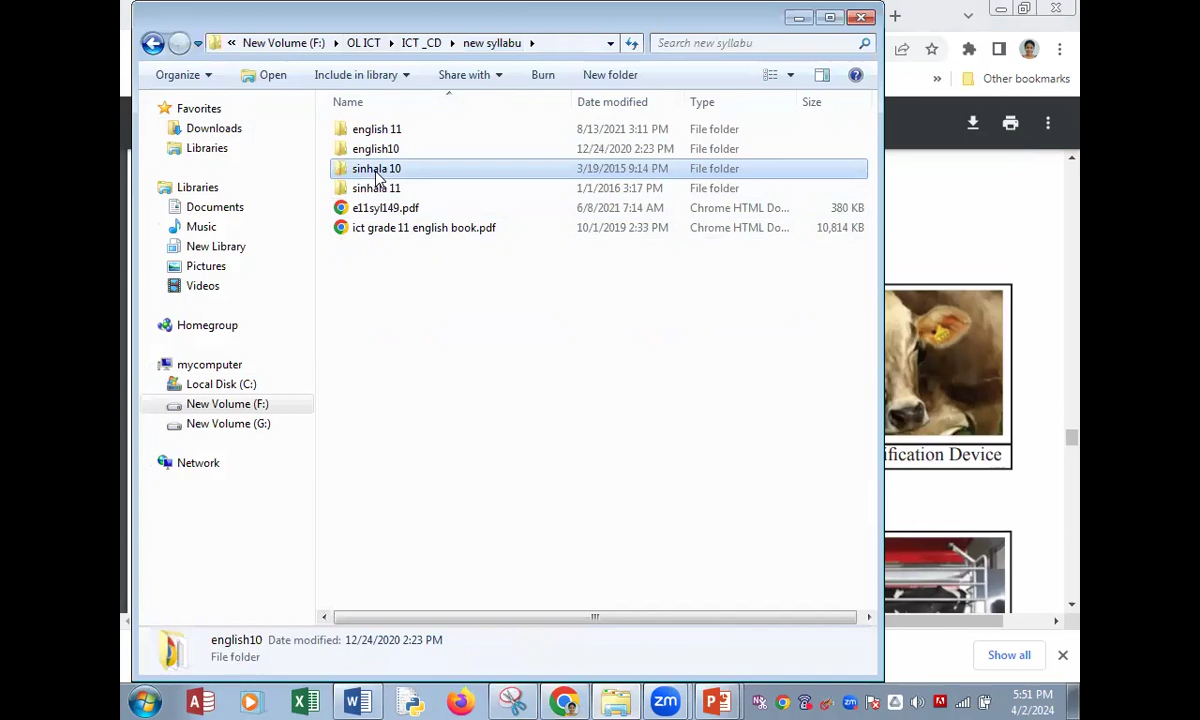 New Volume (F:) OL ICT ICT _CD new syllabu Search new syllabu
Organize Open Include in library Share with Burn New folder
Other bookmarks
Name Date modified Type Size
Favorites
Downloads
Libraries
Libraries
Documents
Music
New Library
Pictures
Videos
Homegroup
mycomputer
Local Disk (C:)
New Volume (F:)
New Volume (G:)
Network
english 11 8/13/2021 3:11 PM File folder
english10 12/24/2020 2:23 PM File folder
sinhala 10 3/19/2015 9:14 PM File folder
sinhala 11 1/1/2016 3:17 PM File folder
e11syl149.pdf 6/8/2021 7:14 AM Chrome HTML Do... 380 KB
ict grade 11 english book.pdf 10/1/2019 2:33 PM Chrome HTML Do... 10,814 KB
ification Device
english10 Date modified: 12/24/2020 2:23 PM
File folder
Show all
5:51 PM
4/2/2024